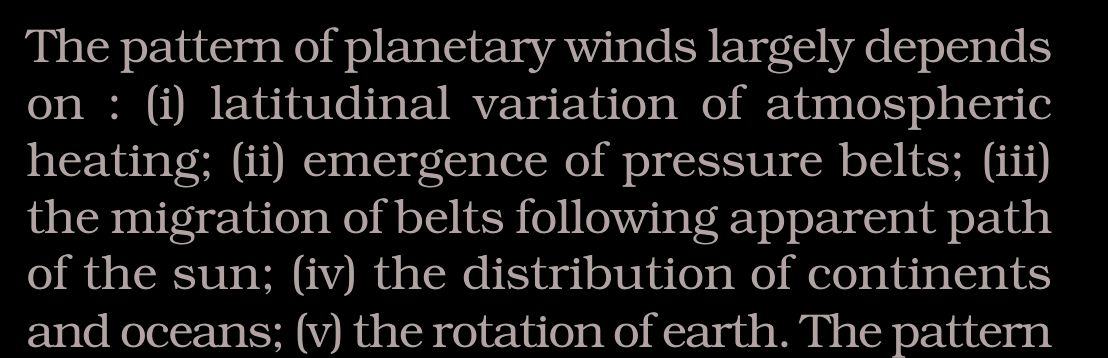 The pattern of planetary winds largely depends
on : (i) latitudinal variation of atmospheric
heating; (ii) emergence of pressure belts; (iii)
the migration of belts following apparent path
of the sun; (iv) the distribution of continents
and oceans; (v) the rotation of earth. The pattern